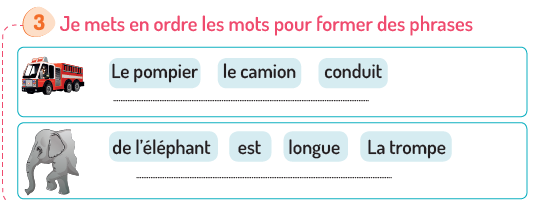 3 Je mets en ordre les mots pour former des phrases
Le pompier le camion conduit
de l'éléphant est longue La trompe